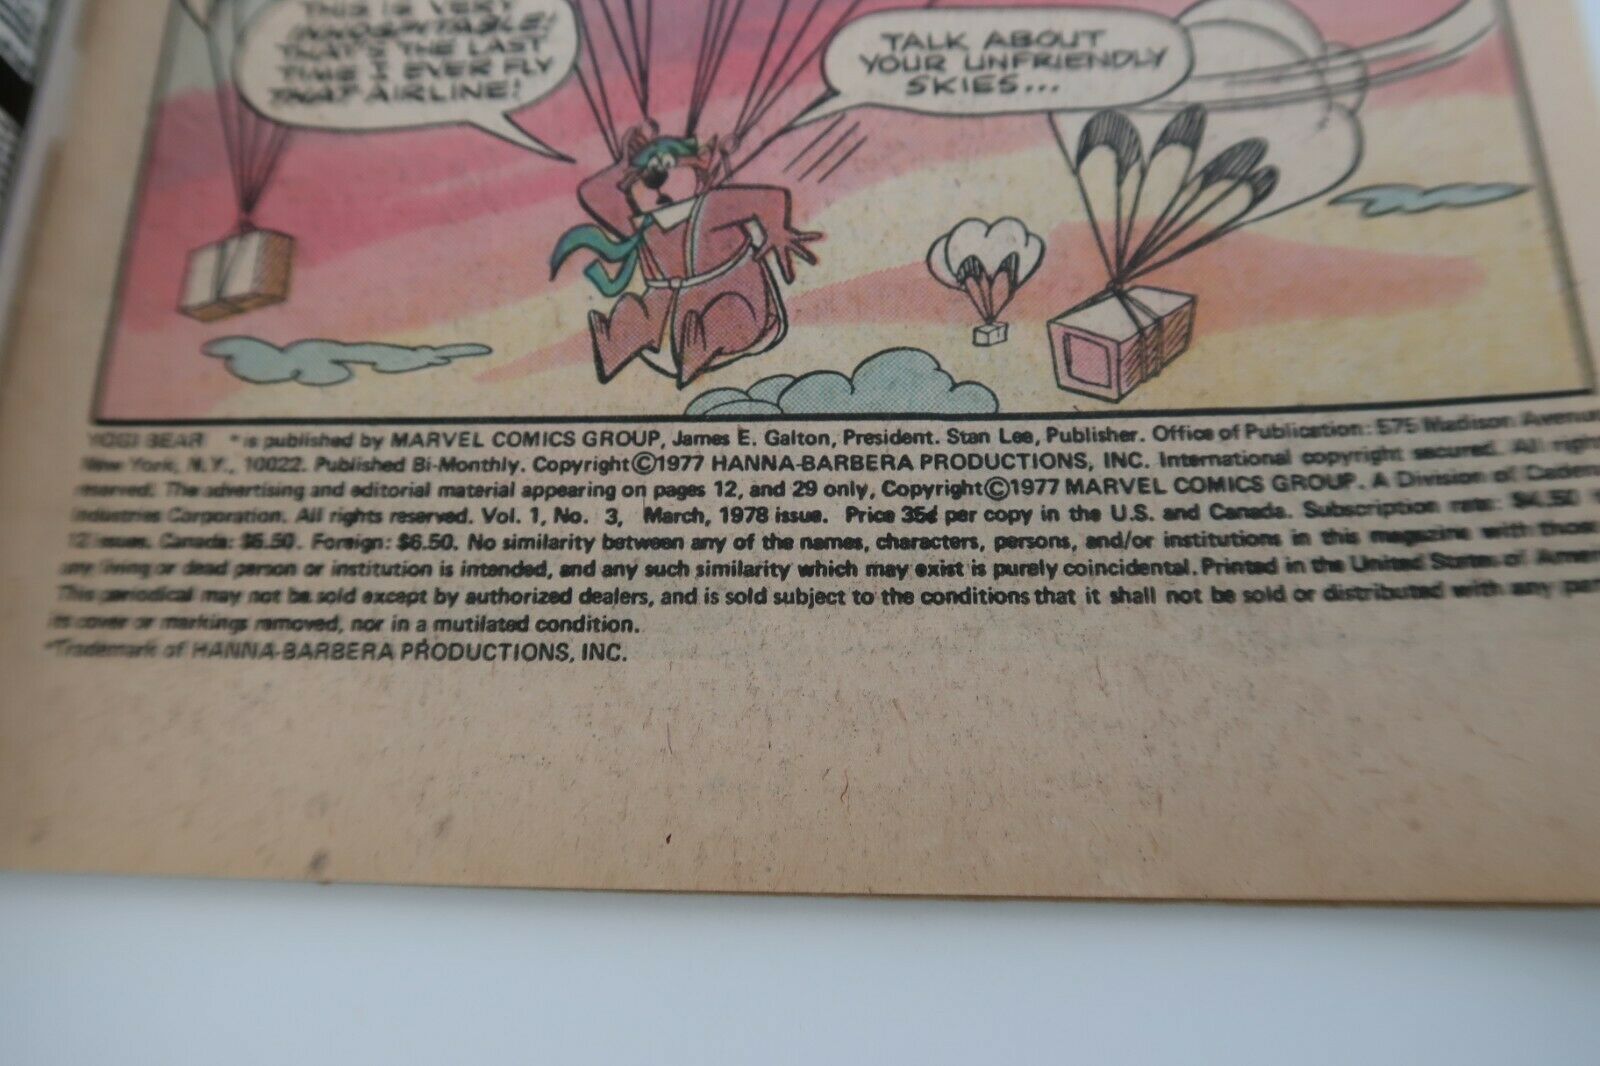 THIS IS VERY
INHOSPITABLE!
THAT'S THE LAST
TIME I EVER FLY
THAT AIRLINE!
TALK ABOUT
YOUR UNFRIENDLY
SKIES...
YOGI BEAR * is published by MARVEL COMICS GROUP, James E. Galton, President. Stan Lee, Publisher. Office of Publication: 575 Madison Avenue
New York, N.Y., 10022. Published Bi-Monthly. Copyright©1977 HANNA-BARBERA PRODUCTIONS, INC. International copyright secured. All rights
reserved. The advertising and editorial material appearing on pages 12, and 29 only, Copyright©1977 MARVEL COMICS GROUP. A Division of Cadence
Industries Corporation. All rights reserved. Vol. 1, No. 3, March, 1978 issue. Price 35¢ per copy in the U.S. and Canada. Subscription rate: $4.50
12 issues. Canada: $5.50. Foreign: $6.50. No similarity between any of the names, characters, persons, and/or institutions in this magazine with those
any living or dead person or institution is intended, and any such similarity which may exist is purely coincidental. Printed in the United States of Amer
This periodical may not be sold except by authorized dealers, and is sold subject to the conditions that it shall not be sold or distributed with any part
its cover or markings removed, nor in a mutilated condition.
*Trademark of HANNA-BARBERA PRODUCTIONS, INC.